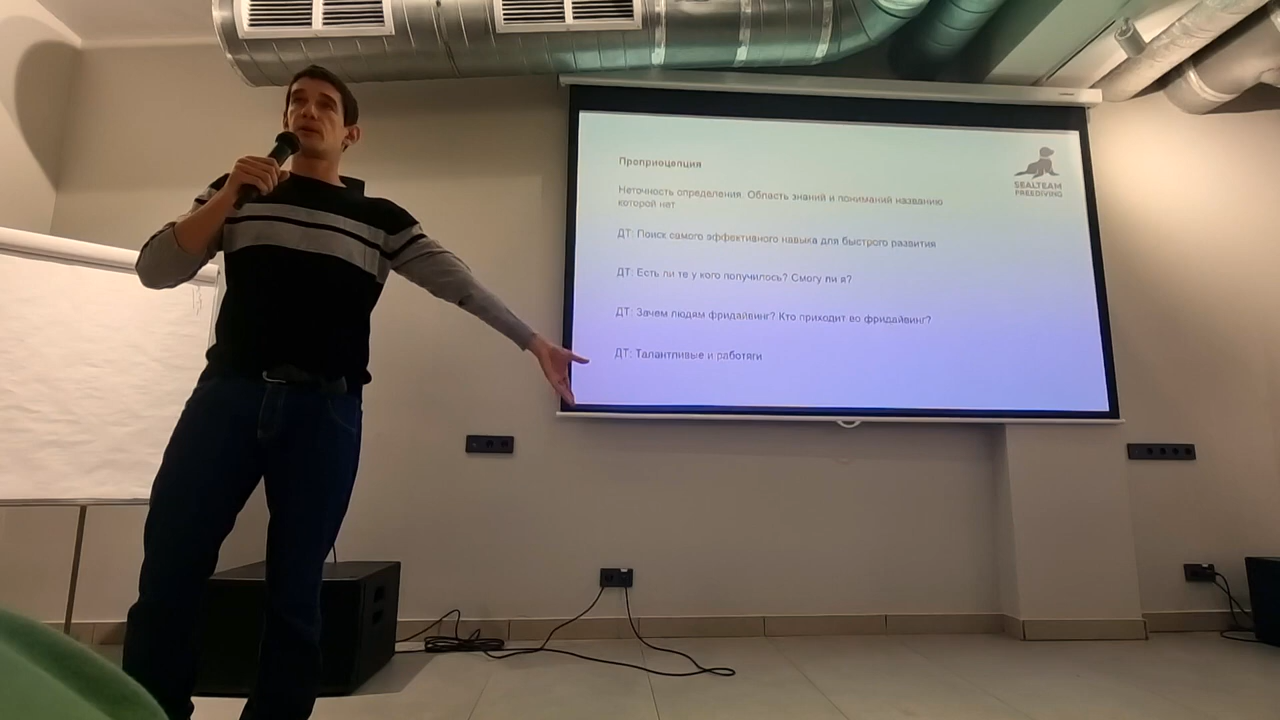 Проприоцепция
SEALTEAM
FREEDIVING
Неточность определения. Область знаний и пониманий названию
которой нет
ДТ: Поиск самого эффективного навыка для быстрого развития
ДТ: Есть ли те у кого получилось? Смогу ли я?
ДТ: Зачем людям фридайвинг? Кто приходит во фридайвинг?
ДТ: Талантливые и работяги